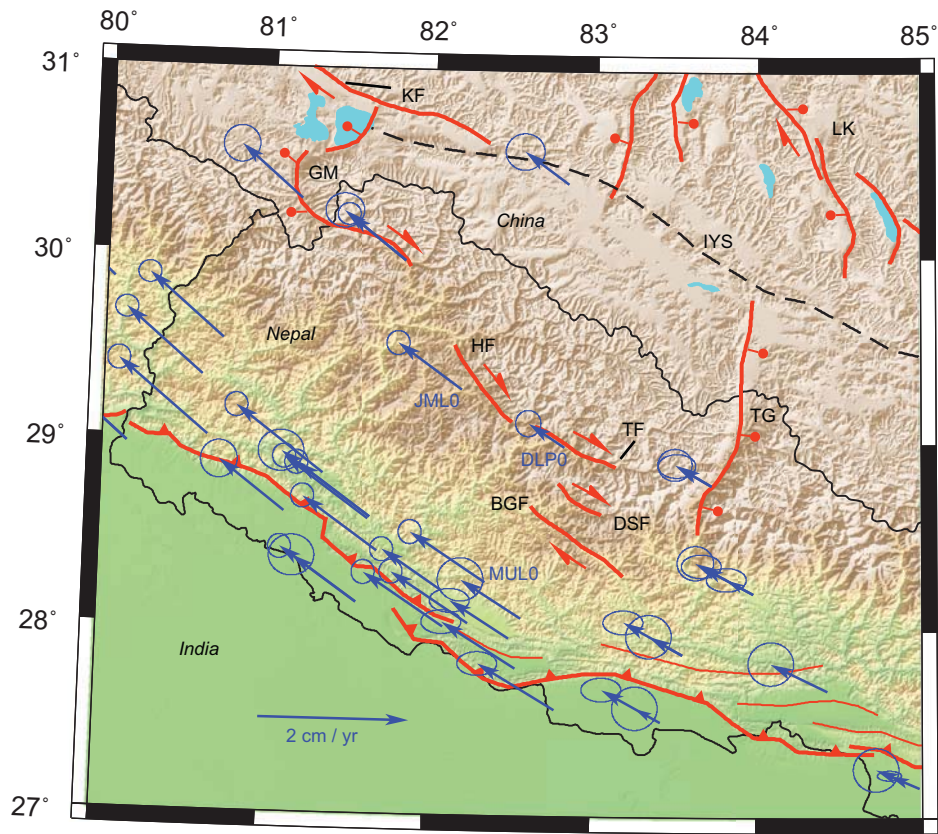 80° 81° 82° 83° 84° 85°
31°
KF
LK
GM
China
IYS
30°
Nepal
HF
JML0
29°
TF
TG
DLP0
BGF
DSF
MUL0
28°
India
2 cm / yr
27°